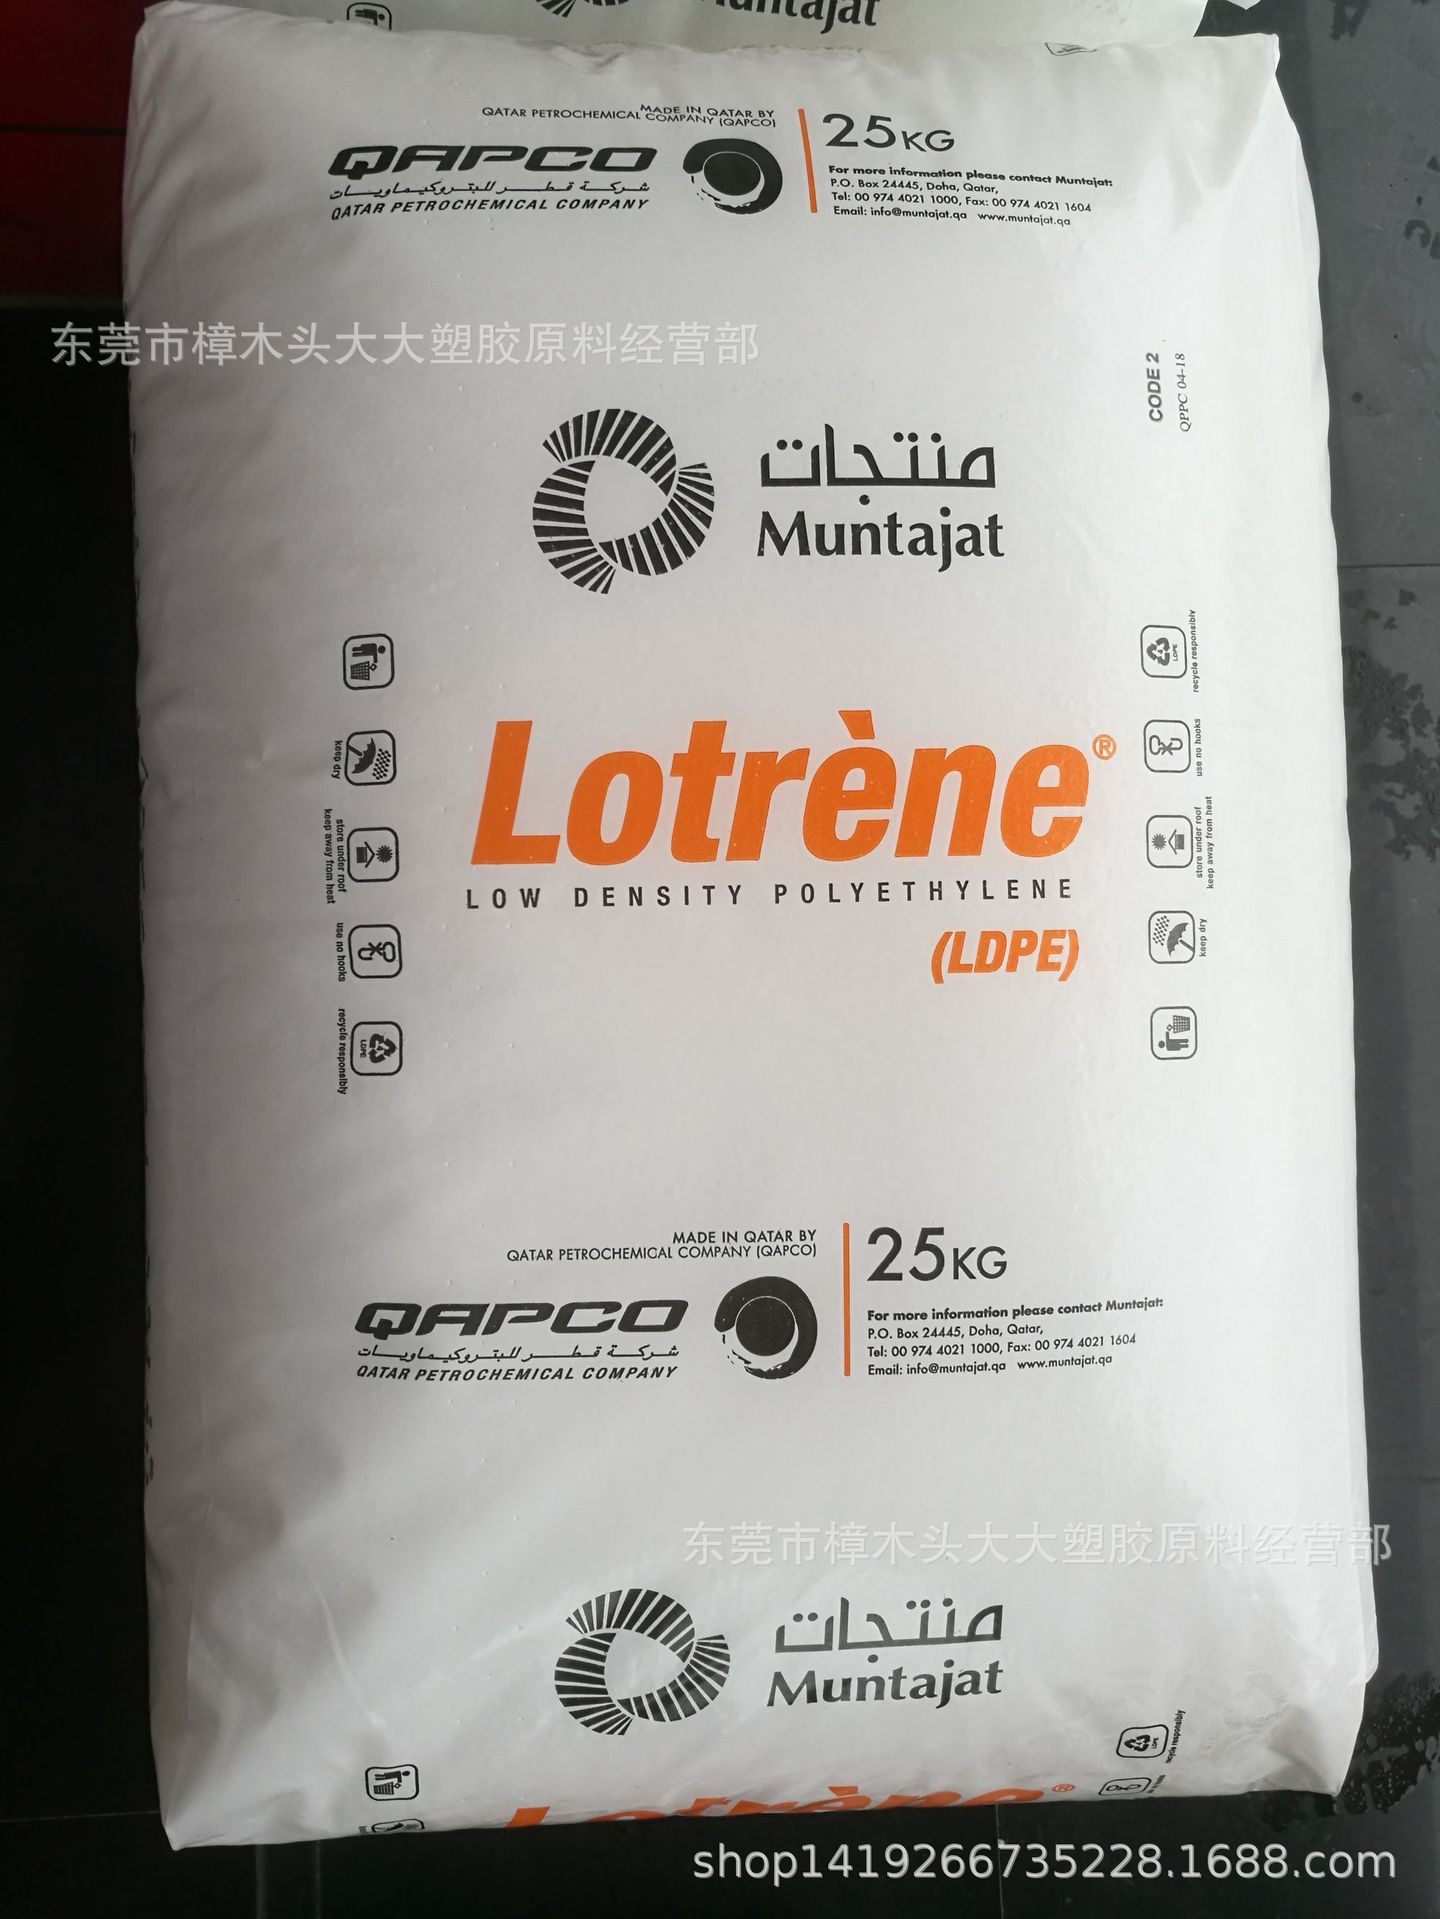 Muntajat
MADE IN QATAR BY
QATAR PETROCHEMICAL COMPANY (QAPCO)
QAPCO
شركة قطر للبتروكيماويات
QATAR PETROCHEMICAL COMPANY
25KG
For more information please contact Muntajat:
P.O. Box 24445, Doha, Qatar,
Tel: 00 974 4021 1000, Fax: 00 974 4021 1604
Email: info@muntajat.qa www.muntajat.qa
东莞市樟木头大大塑胶原料经营部
CODE 2
QPPC 04-18
منتجات
Muntajat
keep dry
store under roof
keep away from heat
use no hooks
LDPE
recycle responsibly
LDPE
recycle responsibly
use no hooks
store under roof
keep away from heat
keep dry
Lotrène®
LOW DENSITY POLYETHYLENE
(LDPE)
MADE IN QATAR BY
QATAR PETROCHEMICAL COMPANY (QAPCO)
QAPCO
شركة قطر للبتروكيماويات
QATAR PETROCHEMICAL COMPANY
25KG
For more information please contact Muntajat:
P.O. Box 24445, Doha, Qatar,
Tel: 00 974 4021 1000, Fax: 00 974 4021 1604
Email: info@muntajat.qa www.muntajat.qa
东莞市樟木头大大塑胶原料经营部
منتجات
Muntajat
LDPE
recycle responsibly
Lotrène®
shop1419266735228.1688.com